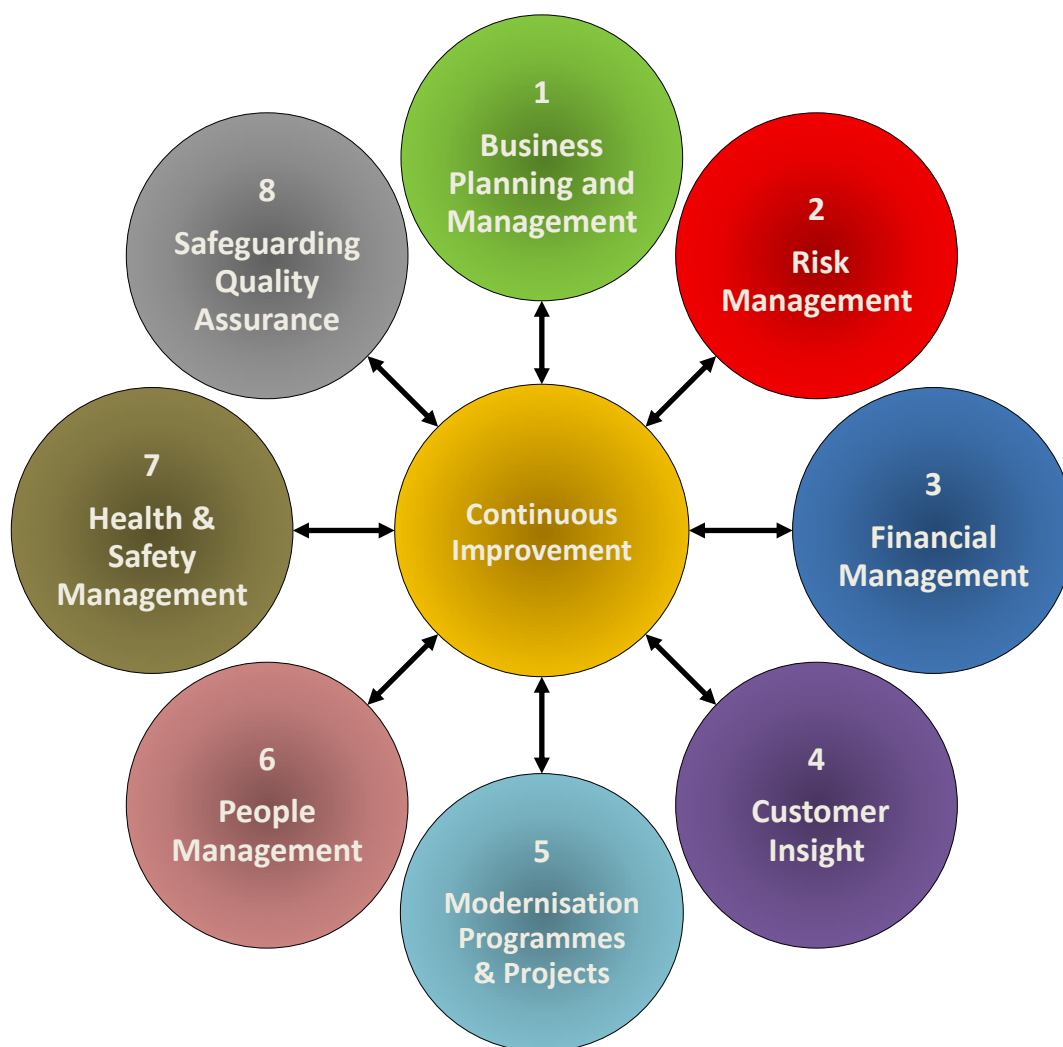 1
Business
Planning and
Management
2
Risk
Management
3
Financial
Management
4
Customer
Insight
5
Modernisation
Programmes
& Projects
6
People
Management
7
Health &
Safety
Management
8
Safeguarding
Quality
Assurance
Continuous
Improvement